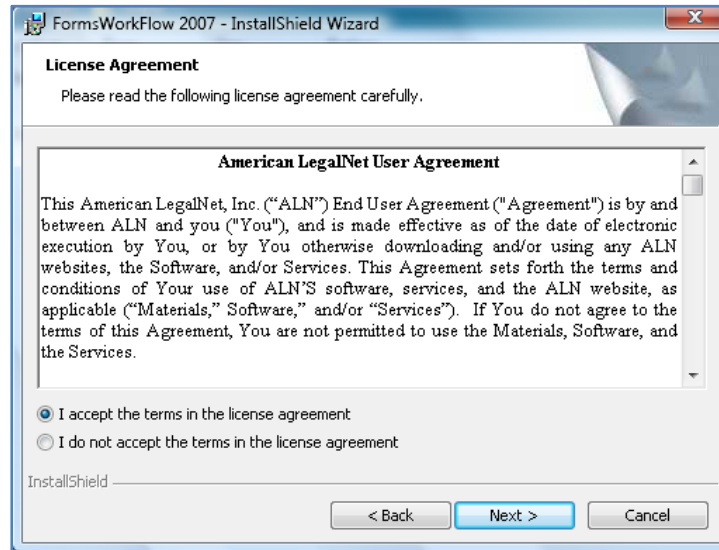 FormsWorkFlow 2007 - InstallShield Wizard
License Agreement
Please read the following license agreement carefully.
American LegalNet User Agreement
This American LegalNet, Inc. (“ALN”) End User Agreement ("Agreement") is by and
between ALN and you ("You"), and is made effective as of the date of electronic
execution by You, or by You otherwise downloading and/or using any ALN
websites, the Software, and/or Services. This Agreement sets forth the terms and
conditions of Your use of ALN'S software, services, and the ALN website, as
applicable (“Materials,” Software,” and/or “Services”). If You do not agree to the
terms of this Agreement, You are not permitted to use the Materials, Software, and
the Services.
I accept the terms in the license agreement
I do not accept the terms in the license agreement
InstallShield
< Back Next > Cancel